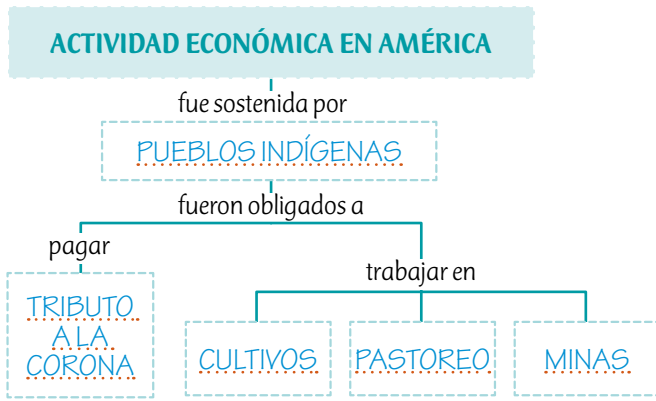 ACTIVIDAD ECONÓMICA EN AMÉRICA
fue sostenida por
PUEBLOS INDÍGENAS
fueron obligados a
pagar
trabajar en
TRIBUTO
A LA
CORONA
CULTIVOS
PASTOREO
MINAS